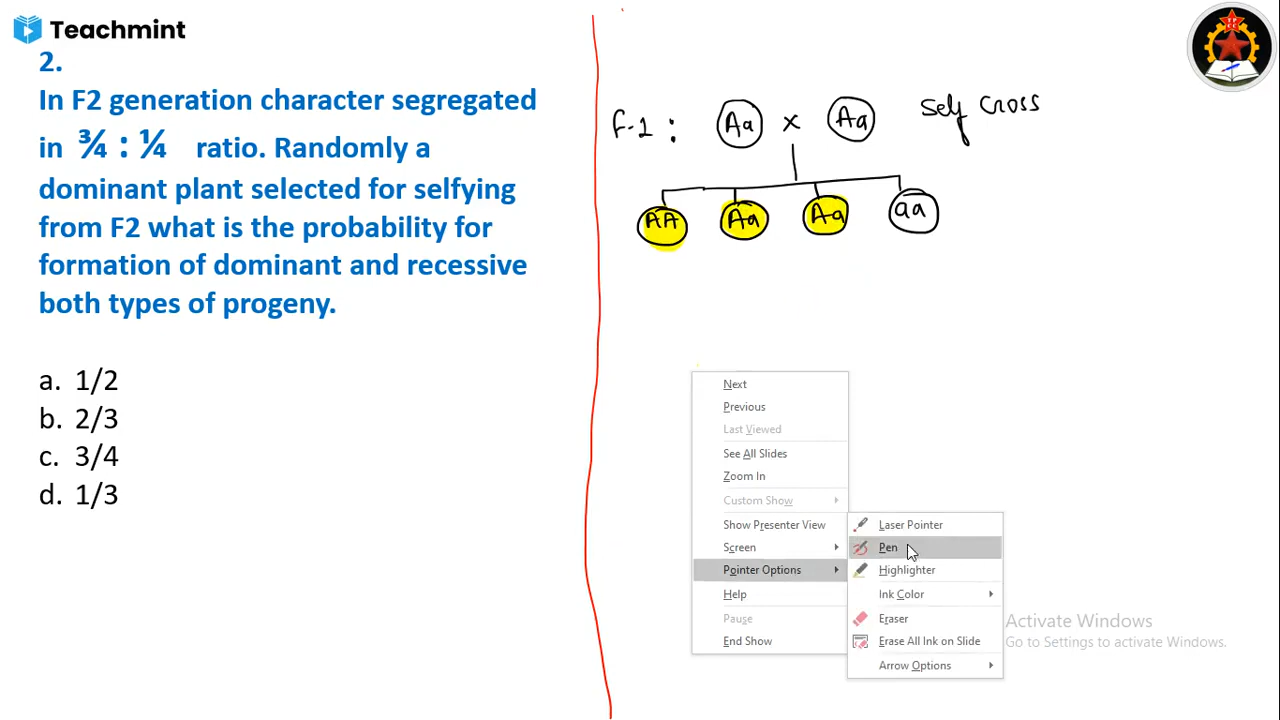 Teachmint
2.
In F2 generation character segregated
in ¾ : ¼ ratio. Randomly a
dominant plant selected for selfying
from F2 what is the probability for
formation of dominant and recessive
both types of progeny.
a. 1/2
b. 2/3
c. 3/4
d. 1/3
F-1 : Aa × Aa Self Cross
AA Aa Aa aa
Next
Previous
Last Viewed
See All Slides
Zoom In
Custom Show
Show Presenter View
Screen
Pointer Options
Help
Pause
End Show
Laser Pointer
Pen
Highlighter
Ink Color
Eraser
Erase All Ink on Slide
Arrow Options
Activate Windows
Go to Settings to activate Windows.